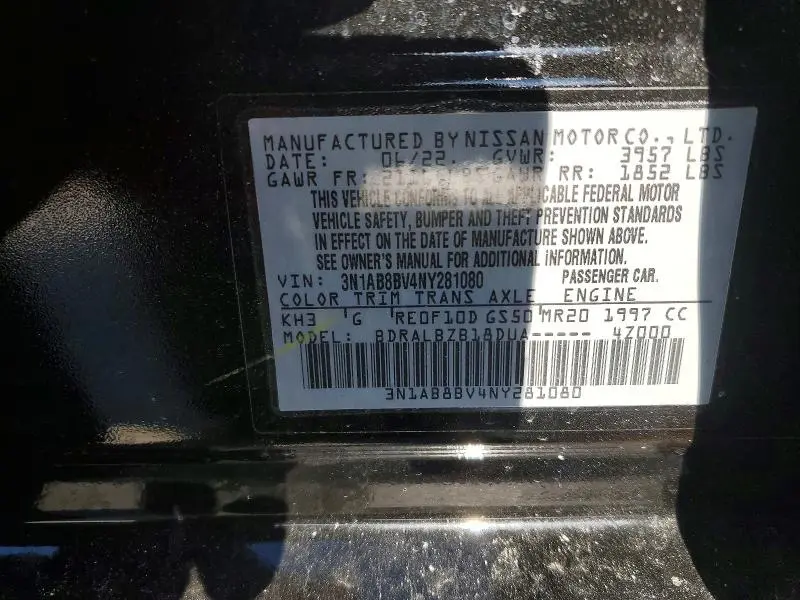 MANUFACTURED BY NISSAN MOTOR CO., LTD.
DATE: 06/22. GVWR: 3957 LBS
GAWR FR: GAWR RR: 1852 LBS
THIS VEHICLE CONFORMS TO ALL APPLICABLE FEDERAL MOTOR
VEHICLE SAFETY, BUMPER AND THEFT PREVENTION STANDARDS
IN EFFECT ON THE DATE OF MANUFACTURE SHOWN ABOVE.
SEE OWNER'S MANUAL FOR ADDITIONAL INFORMATION.
VIN: 3N1AB8BV4NY281080 PASSENGER CAR.
COLOR TRIM TRANS AXLE ENGINE
KH3 G RE0F10D GS50 MR20 1997 CC
MODEL: BDRALBZB18DUA----- 4Z000
3N1AB8BV4NY281080